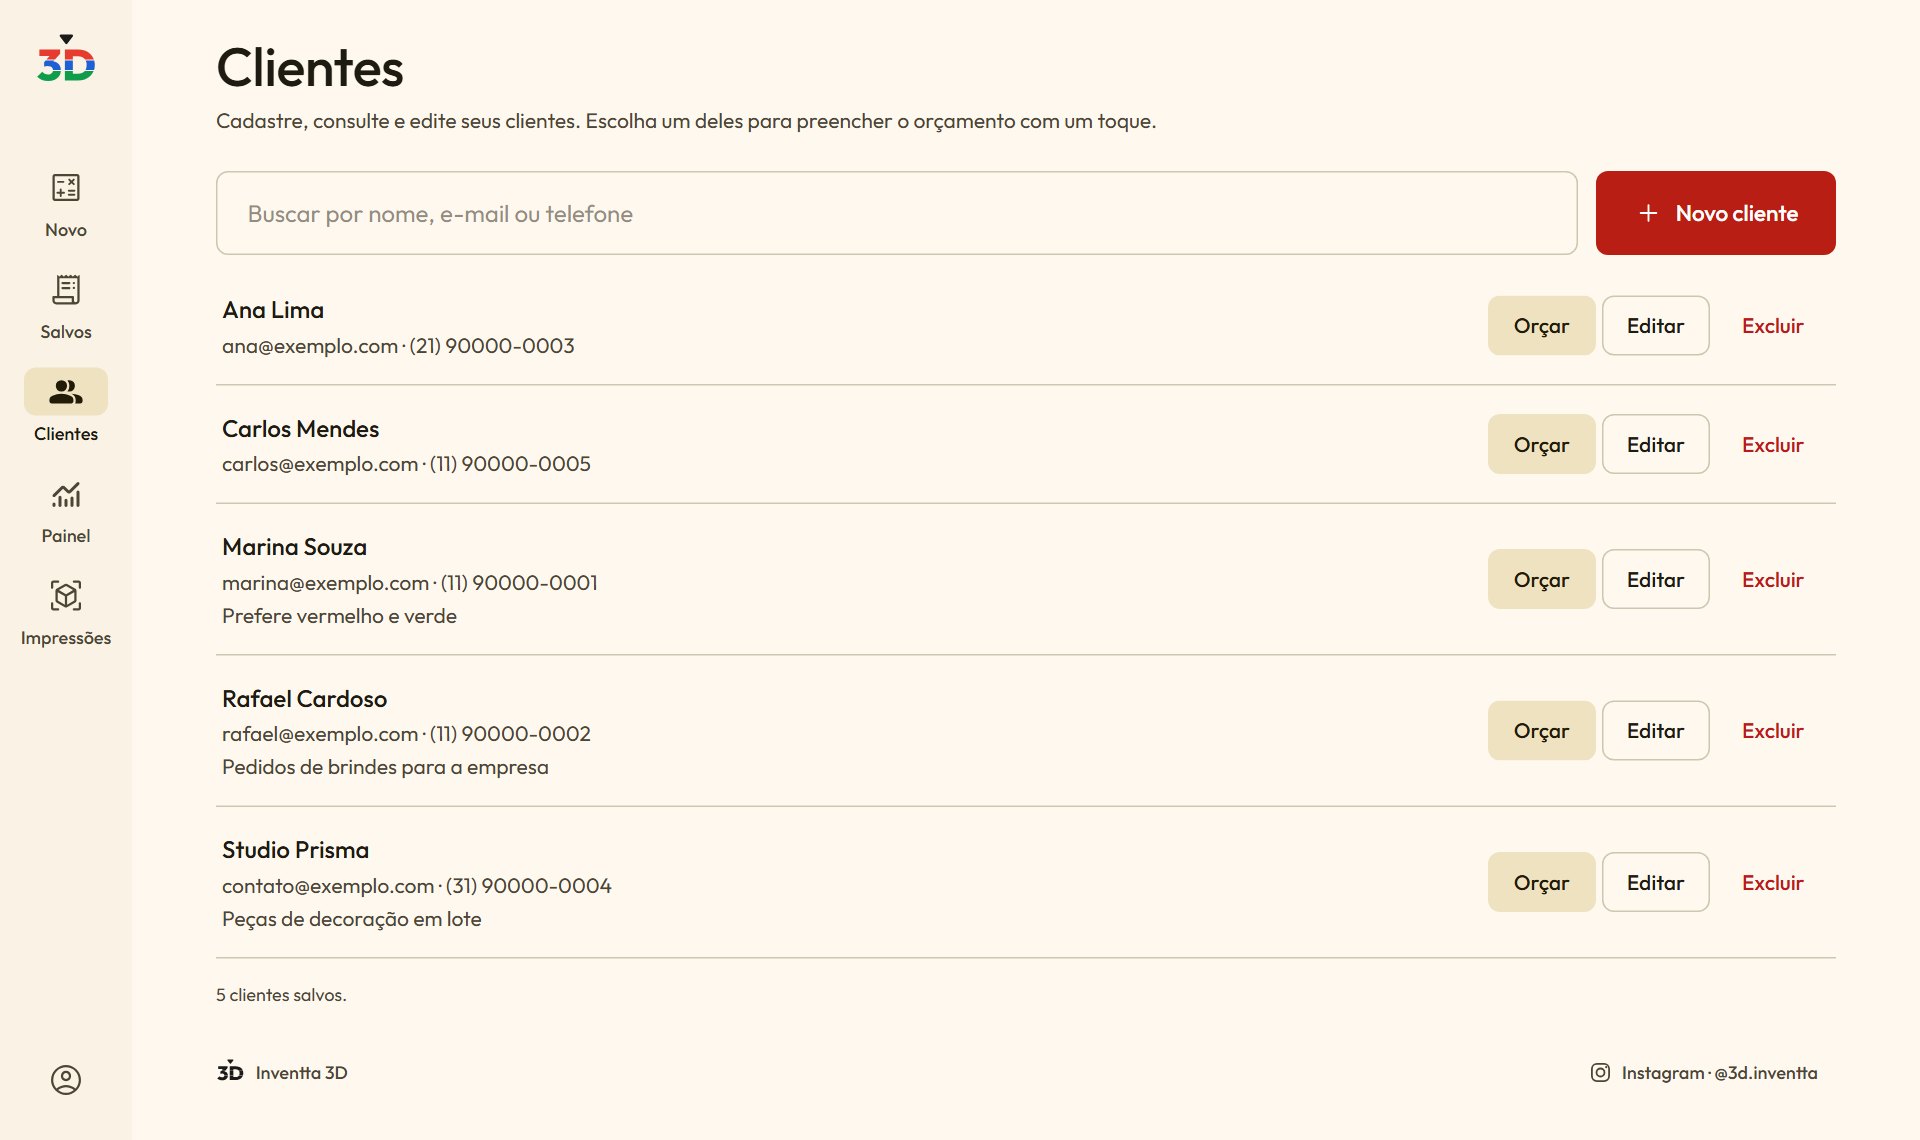 3D
Novo
Salvos
Clientes
Painel
Impressões
Clientes
Cadastre, consulte e edite seus clientes. Escolha um deles para preencher o orçamento com um toque.
Buscar por nome, e-mail ou telefone
+ Novo cliente
Ana Lima
ana@exemplo.com · (21) 90000-0003
Orçar Editar Excluir
Carlos Mendes
carlos@exemplo.com · (11) 90000-0005
Orçar Editar Excluir
Marina Souza
marina@exemplo.com · (11) 90000-0001
Prefere vermelho e verde
Orçar Editar Excluir
Rafael Cardoso
rafael@exemplo.com · (11) 90000-0002
Pedidos de brindes para a empresa
Orçar Editar Excluir
Studio Prisma
contato@exemplo.com · (31) 90000-0004
Peças de decoração em lote
Orçar Editar Excluir
5 clientes salvos.
3D Inventta 3D
Instagram · @3d.inventta